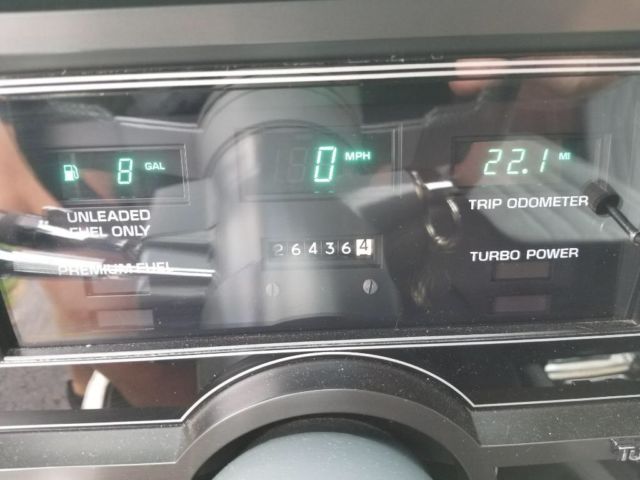 8 GAL
0 MPH
22.1 MI
UNLEADED
FUEL ONLY
TRIP ODOMETER
264364
PREMIUM FUEL
TURBO POWER